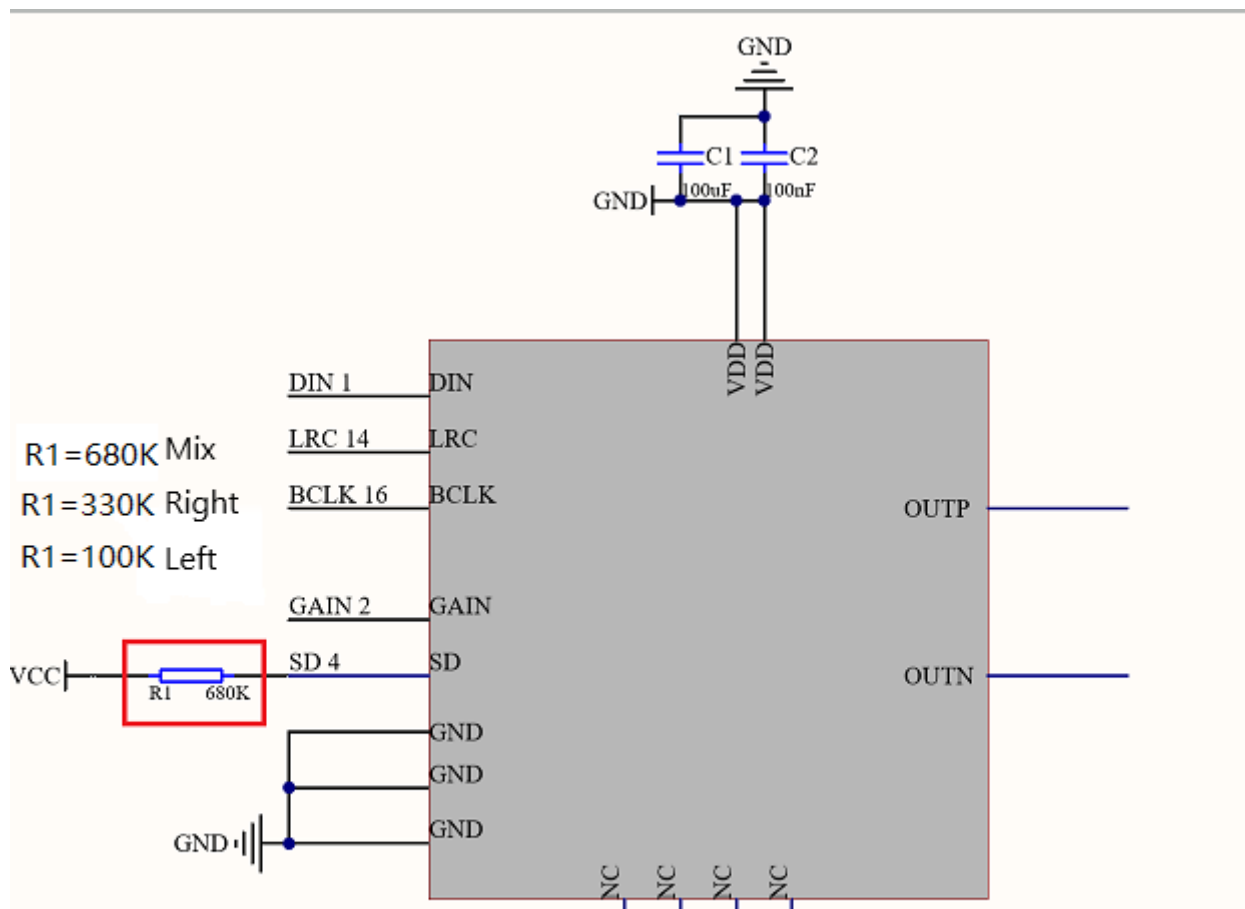 GND
C1
C2
100uF
100nF
GND
VDD
VDD
DIN 1
DIN
LRC 14
LRC
R1=680K Mix
BCLK 16
BCLK
R1=330K Right
OUTP
R1=100K Left
GAIN 2
GAIN
VCC
R1
680K
SD 4
SD
OUTN
GND
GND
GND
GND
NC
NC
NC
NC